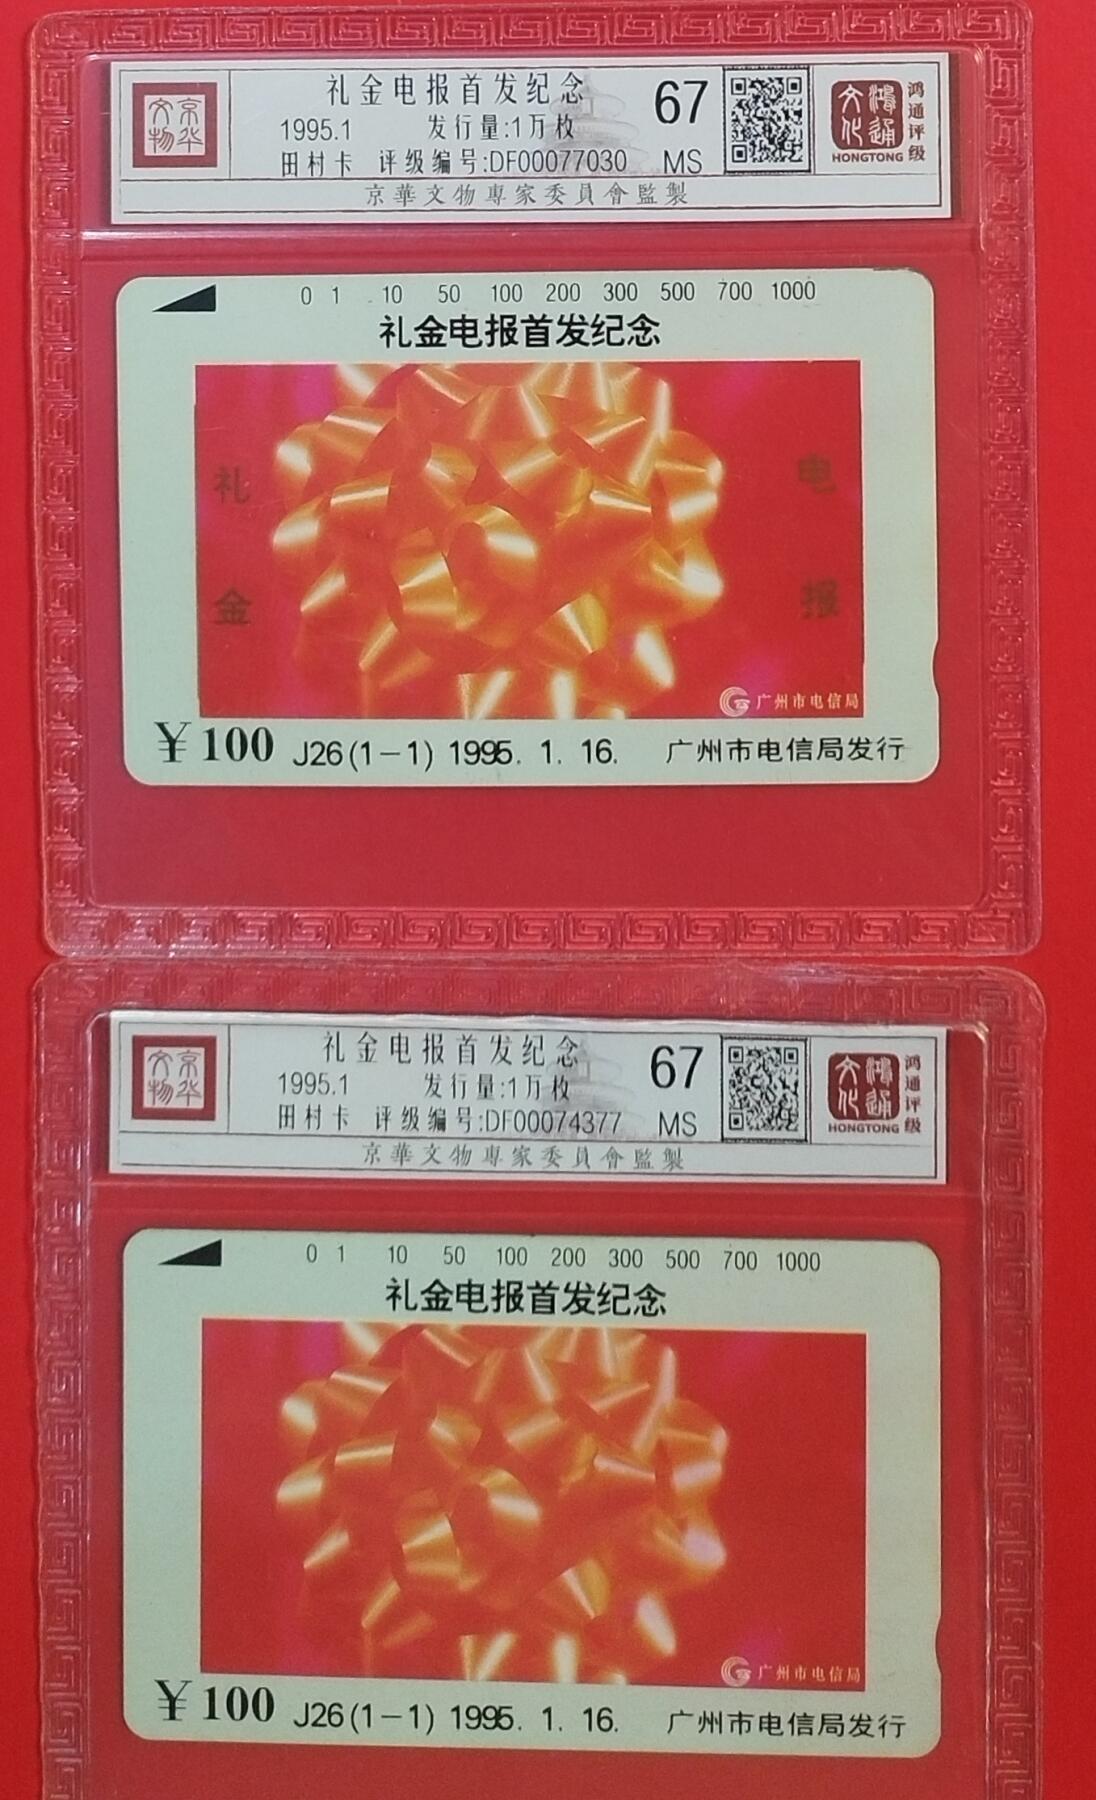 礼金电报首发纪念
1995.1 发行量:1万枚
田村卡 评级编号:DF00077030
67
MS
京华文物
鸿通文化
HONGTONG
鸿通评级
京華文物專家委員會監製
0 1 10 50 100 200 300 500 700 1000
礼金电报首发纪念
礼金
电报
广州市电信局
￥100 J26(1-1) 1995. 1. 16. 广州市电信局发行
礼金电报首发纪念
1995.1 发行量:1万枚
田村卡 评级编号:DF00074377
67
MS
京华文物
鸿通文化
HONGTONG
鸿通评级
京華文物專家委員會監製
0 1 10 50 100 200 300 500 700 1000
礼金电报首发纪念
广州市电信局
￥100 J26(1-1) 1995. 1. 16. 广州市电信局发行